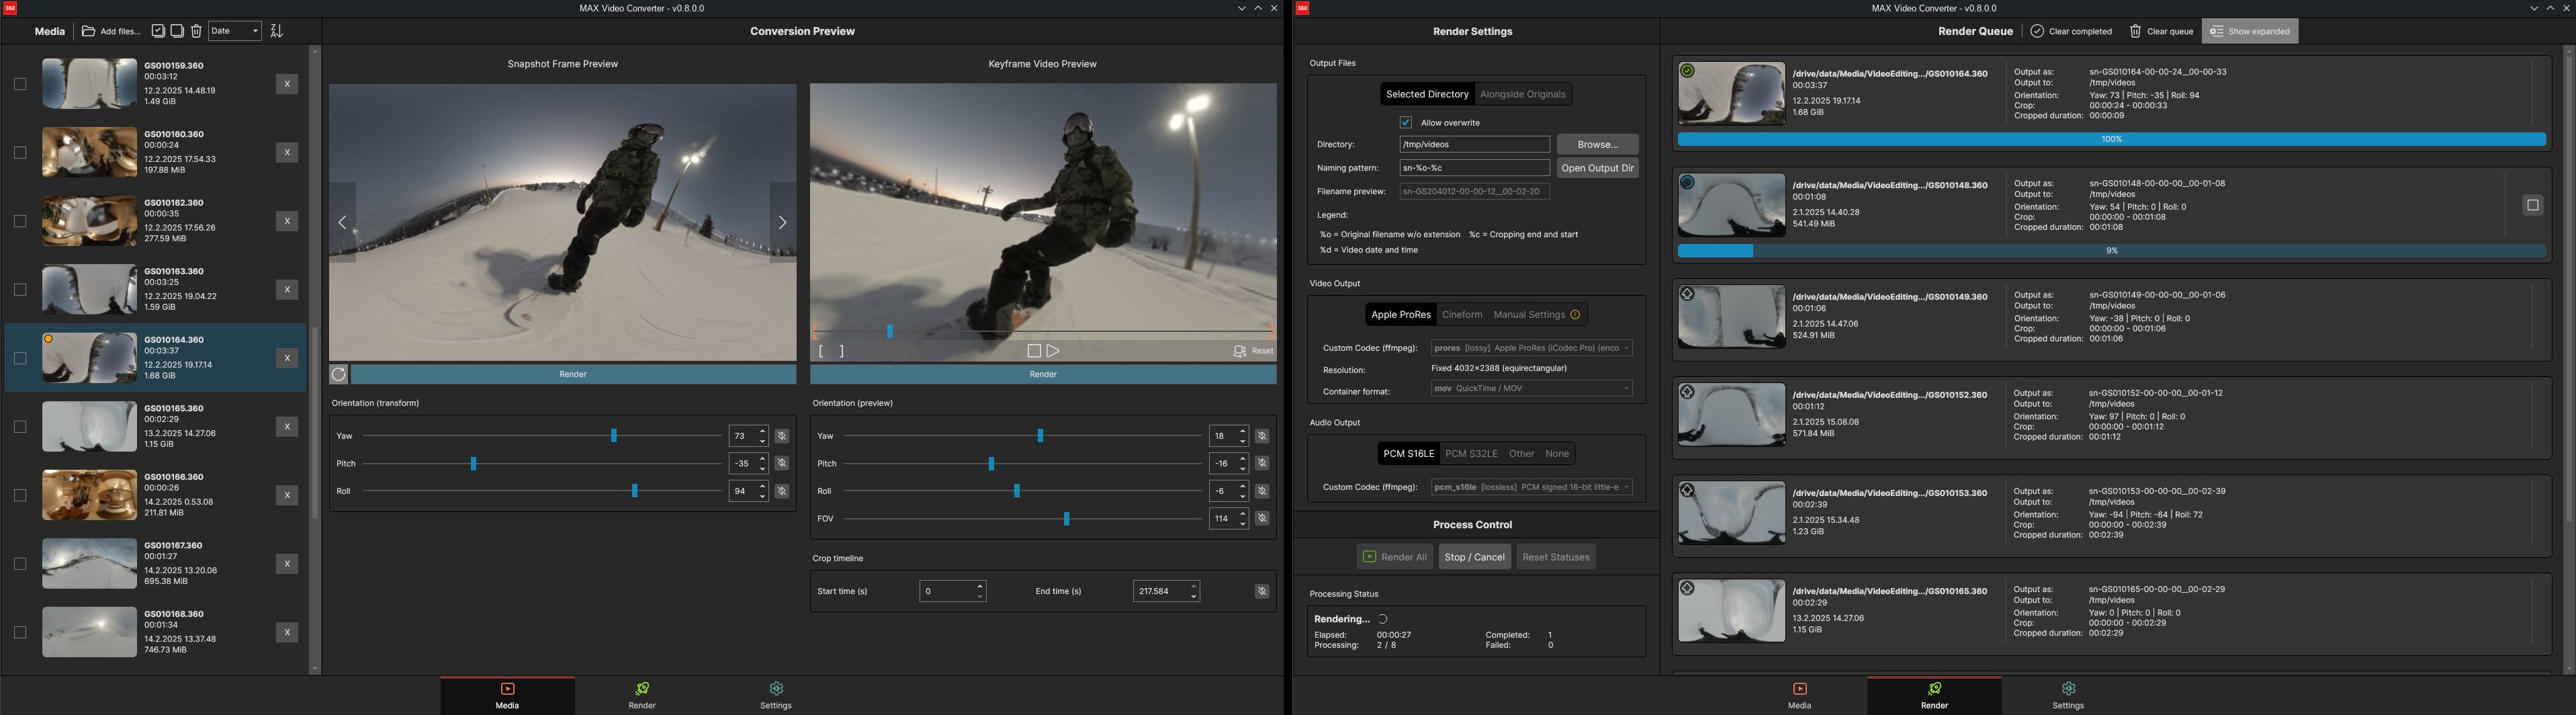 360
MAX Video Converter - v0.8.0.0
Media
Add files...
Date
Z
A
Conversion Preview
GS010159.360
00:03:12
12.2.2025 14.48.19
1.49 GiB
X
GS010160.360
00:00:24
12.2.2025 17.54.33
197.88 MiB
X
GS010162.360
00:00:35
12.2.2025 17.56.26
277.59 MiB
X
GS010163.360
00:03:25
12.2.2025 19.04.22
1.59 GiB
X
GS010164.360
00:03:37
12.2.2025 19.17.14
1.68 GiB
X
GS010165.360
00:02:29
13.2.2025 14.27.06
1.15 GiB
X
GS010166.360
00:00:26
14.2.2025 0.53.08
211.81 MiB
X
GS010167.360
00:01:27
14.2.2025 13.20.06
695.38 MiB
X
GS010168.360
00:01:34
14.2.2025 13.37.48
746.73 MiB
X
Snapshot Frame Preview
Render
Orientation (transform)
Yaw 73
Pitch -35
Roll 94
Keyframe Video Preview
[ ] Reset
Render
Orientation (preview)
Yaw 18
Pitch -16
Roll -6
FOV 114
Crop timeline
Start time (s) 0 End time (s) 217.584
Media Render Settings
360
MAX Video Converter - v0.8.0.0
Render Settings
Output Files
Selected Directory Alongside Originals
Allow overwrite
Directory: /tmp/videos Browse...
Naming pattern: sn-%o-%c Open Output Dir
Filename preview: sn-GS204012-00-00-12__00-02-20
Legend:
%o = Original filename w/o extension %c = Cropping end and start
%d = Video date and time
Video Output
Apple ProRes Cineform Manual Settings
Custom Codec (ffmpeg): prores [lossy] Apple ProRes (iCodec Pro) (enco
Resolution: Fixed 4032×2388 (equirectangular)
Container format: mov QuickTime / MOV
Audio Output
PCM S16LE PCM S32LE Other None
Custom Codec (ffmpeg): pcm_s16le [lossless] PCM signed 16-bit little-e
Process Control
Render All Stop / Cancel Reset Statuses
Processing Status
Rendering...
Elapsed: 00:00:27 Completed: 1
Processing: 2 / 8 Failed: 0
Render Queue
Clear completed
Clear queue
Show expanded
/drive/data/Media/VideoEditing.../GS010164.360
00:03:37
12.2.2025 19.17.14
1.68 GiB
Output as: sn-GS010164-00-00-24__00-00-33
Output to: /tmp/videos
Orientation: Yaw: 73 | Pitch: -35 | Roll: 94
Crop: 00:00:24 - 00:00:33
Cropped duration: 00:00:09
100%
/drive/data/Media/VideoEditing.../GS010148.360
00:01:08
2.1.2025 14.40.28
541.49 MiB
Output as: sn-GS010148-00-00-00__00-01-08
Output to: /tmp/videos
Orientation: Yaw: 54 | Pitch: 0 | Roll: 0
Crop: 00:00:00 - 00:01:08
Cropped duration: 00:01:08
9%
/drive/data/Media/VideoEditing.../GS010149.360
00:01:06
2.1.2025 14.47.06
524.91 MiB
Output as: sn-GS010149-00-00-00__00-01-06
Output to: /tmp/videos
Orientation: Yaw: -38 | Pitch: 0 | Roll: 0
Crop: 00:00:00 - 00:01:06
Cropped duration: 00:01:06
/drive/data/Media/VideoEditing.../GS010152.360
00:01:12
2.1.2025 15.08.08
571.84 MiB
Output as: sn-GS010152-00-00-00__00-01-12
Output to: /tmp/videos
Orientation: Yaw: 97 | Pitch: 0 | Roll: 0
Crop: 00:00:00 - 00:01:12
Cropped duration: 00:01:12
/drive/data/Media/VideoEditing.../GS010153.360
00:02:39
2.1.2025 15.34.48
1.23 GiB
Output as: sn-GS010153-00-00-00__00-02-39
Output to: /tmp/videos
Orientation: Yaw: -94 | Pitch: -64 | Roll: 72
Crop: 00:00:00 - 00:02:39
Cropped duration: 00:02:39
/drive/data/Media/VideoEditing.../GS010165.360
00:02:29
13.2.2025 14.27.06
1.15 GiB
Output as: sn-GS010165-00-00-00__00-02-29
Output to: /tmp/videos
Orientation: Yaw: 0 | Pitch: 0 | Roll: 0
Crop: 00:00:00 - 00:02:29
Cropped duration: 00:02:29
Media Render Settings